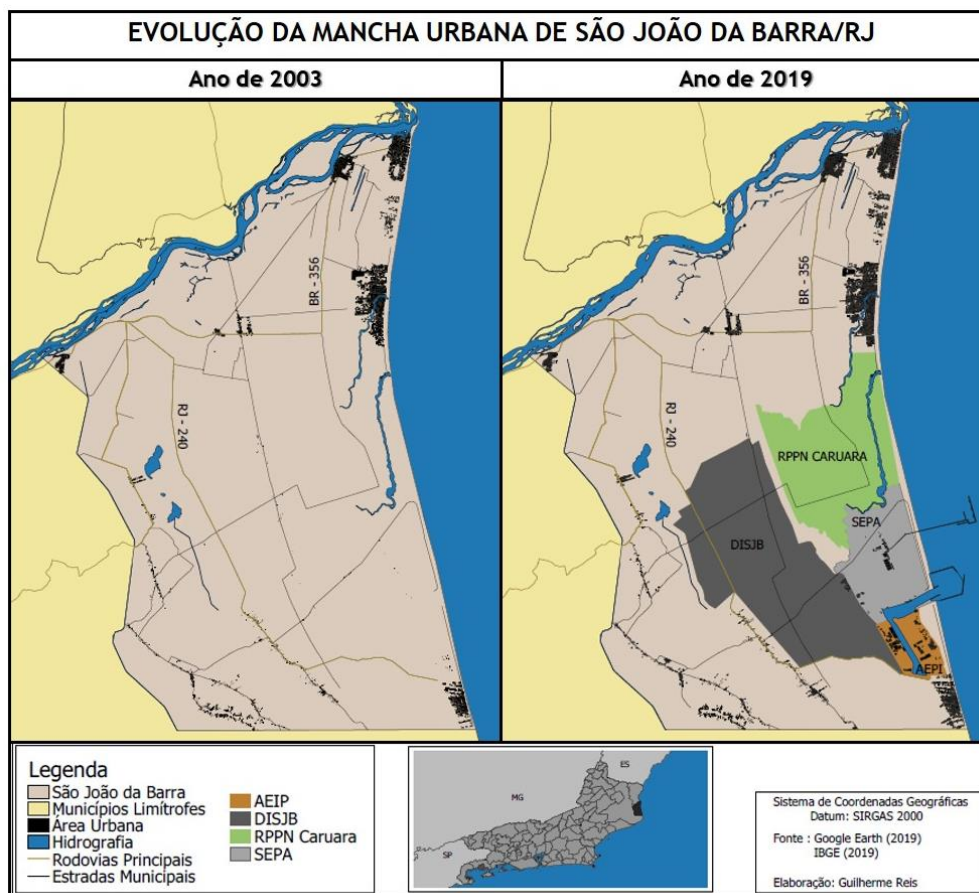 EVOLUÇÃO DA MANCHA URBANA DE SÃO JOÃO DA BARRA/RJ
Ano de 2003
Ano de 2019
BR - 356
RJ - 240
BR - 356
RJ - 240
RPPN CARUARA
SEPA
DISJB
AEPI
Legenda
São João da Barra
Municípios Limítrofes
Área Urbana
Hidrografia
Rodovias Principais
Estradas Municipais
AEIP
DISJB
RPPN Caruara
SEPA
ES
MG
SP
Sistema de Coordenadas Geográficas
Datum: SIRGAS 2000
Fonte : Google Earth (2019)
IBGE (2019)
Elaboração: Guilherme Reis